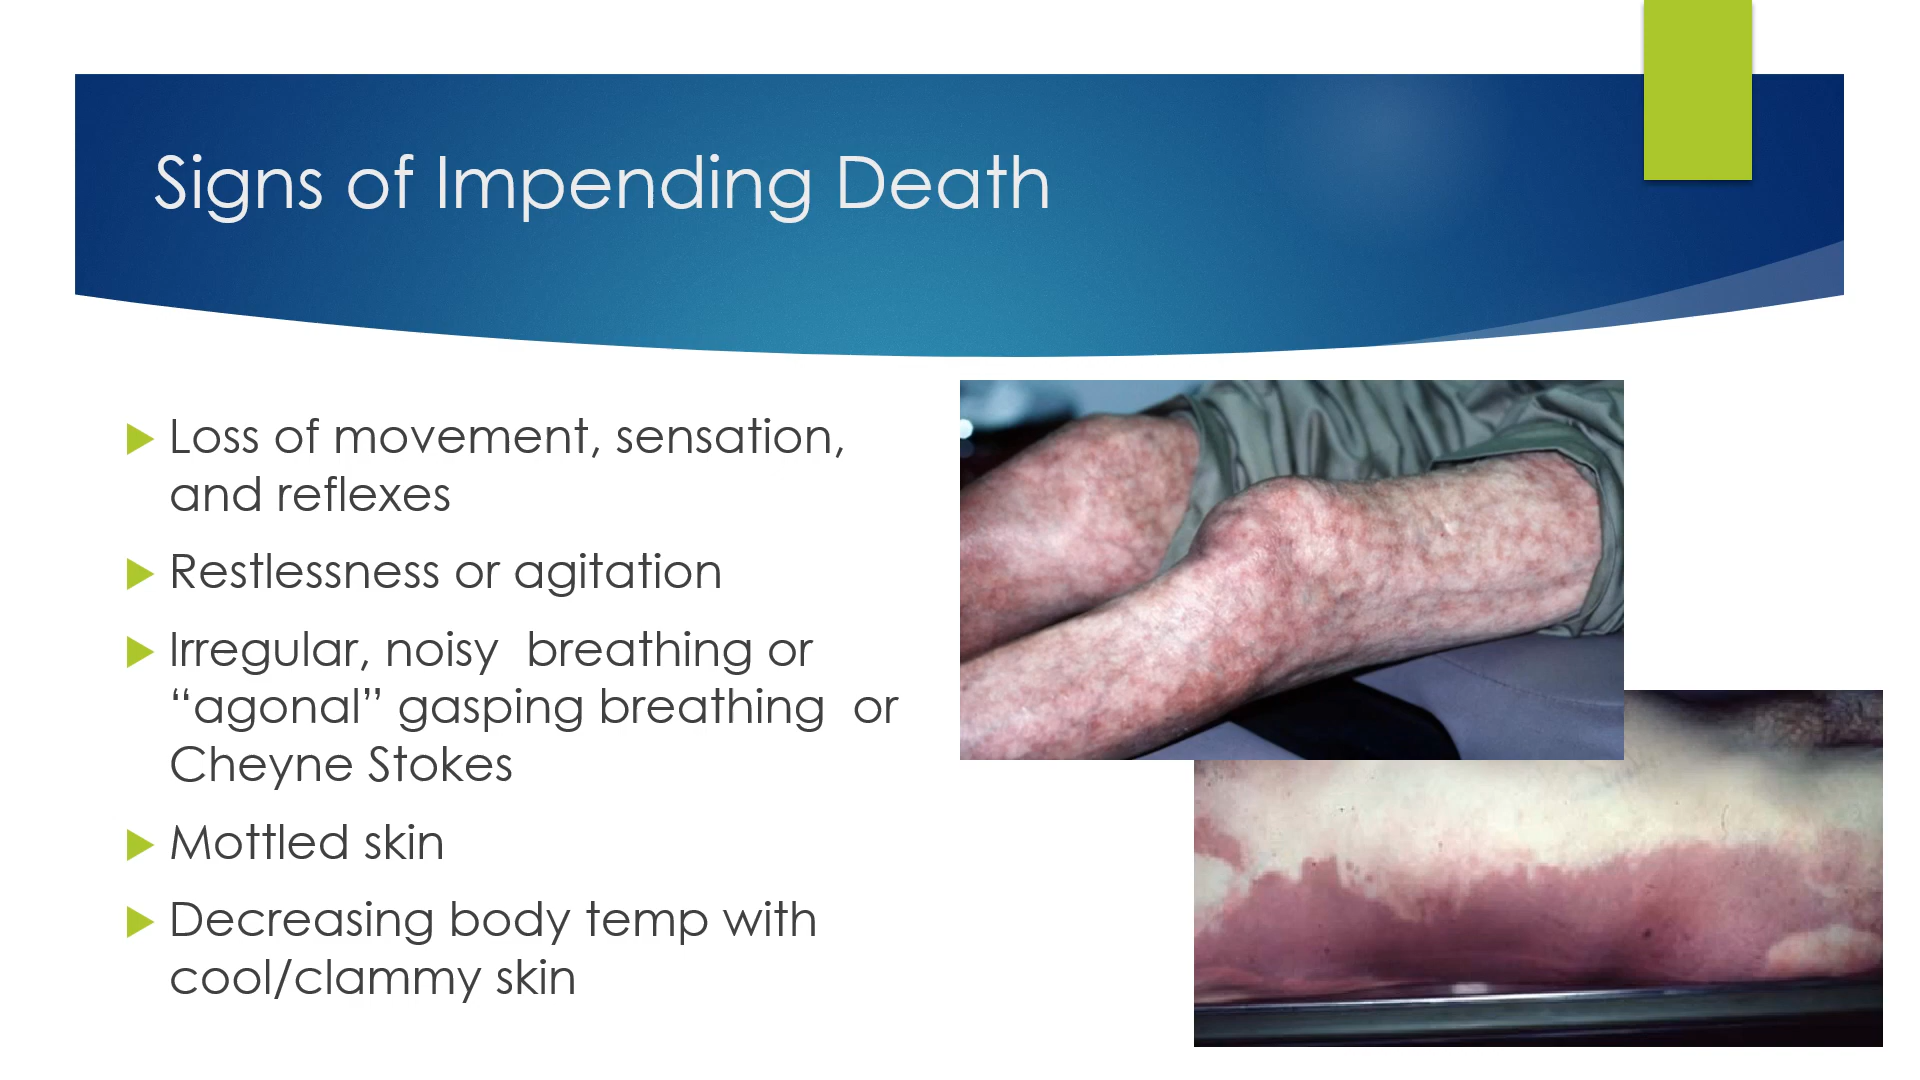 Signs of Impending Death
Loss of movement, sensation,
and reflexes
Restlessness or agitation
Irregular, noisy  breathing or
“agonal” gasping breathing  or
Cheyne Stokes
Mottled skin
Decreasing body temp with
cool/clammy skin